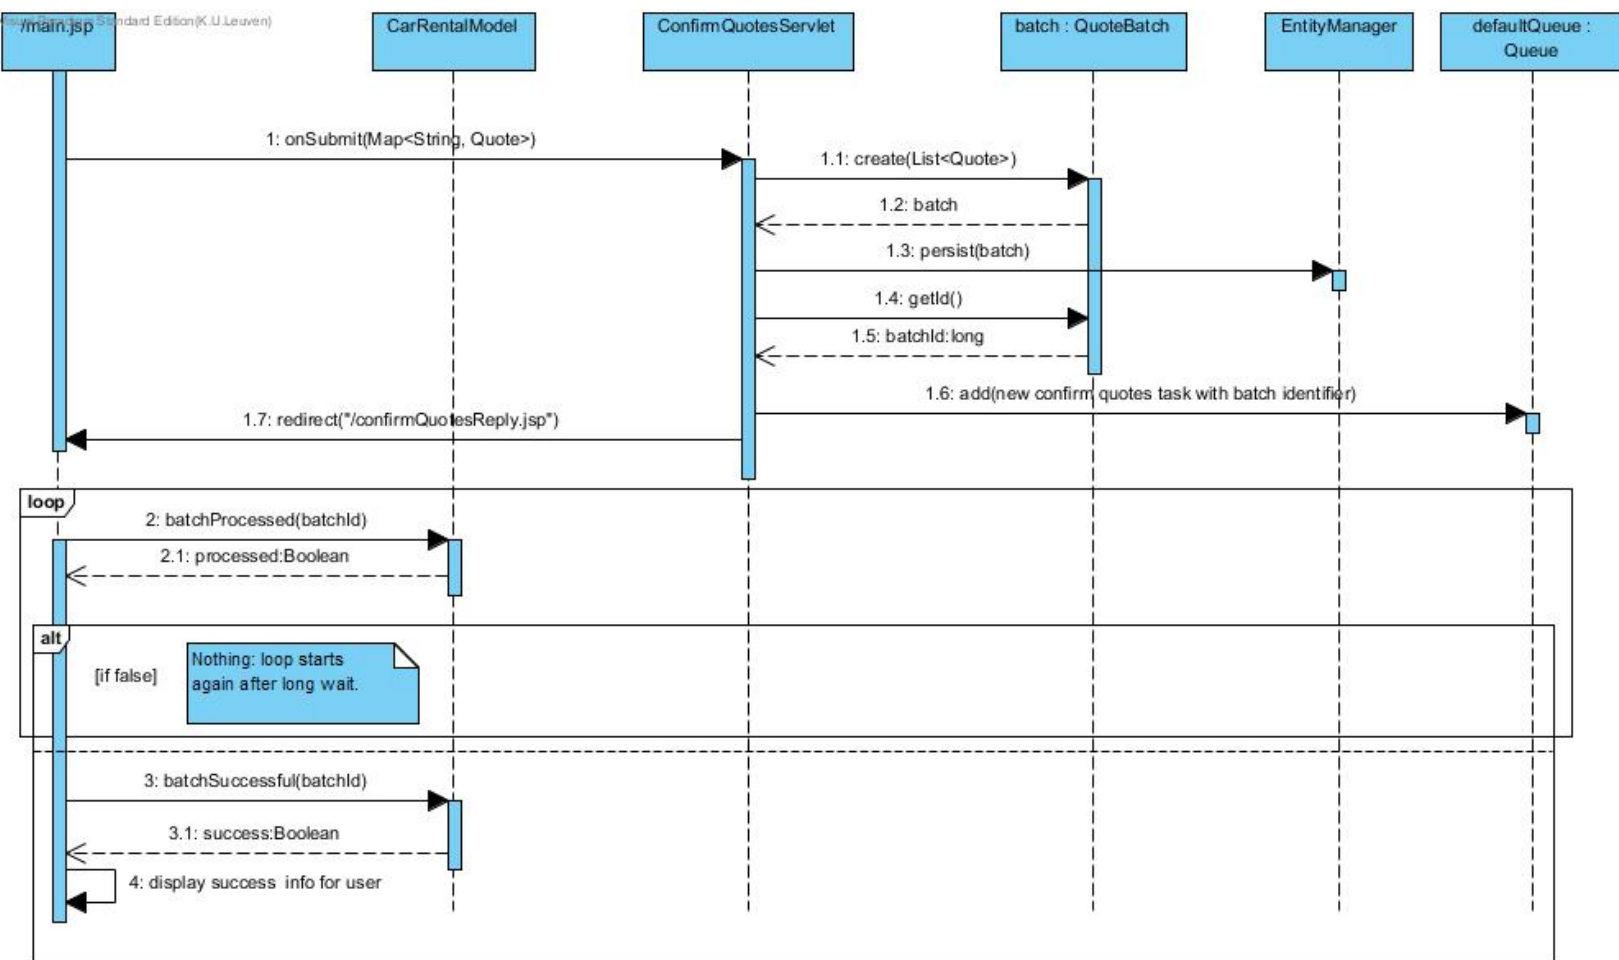 Standard Edition(K.U.Leuven)
/main.jsp
CarRentalModel
ConfirmQuotesServlet
batch : QuoteBatch
EntityManager
defaultQueue :
Queue
1: onSubmit(Map<String, Quote>)
1.1: create(List<Quote>)
1.2: batch
1.3: persist(batch)
1.4: getId()
1.5: batchId:long
1.6: add(new confirm quotes task with batch identifier)
1.7: redirect("/confirmQuotesReply.jsp")
loop
2: batchProcessed(batchId)
2.1: processed:Boolean
alt
[if false]
Nothing: loop starts
again after long wait.
3: batchSuccessful(batchId)
3.1: success:Boolean
4: display success info for user